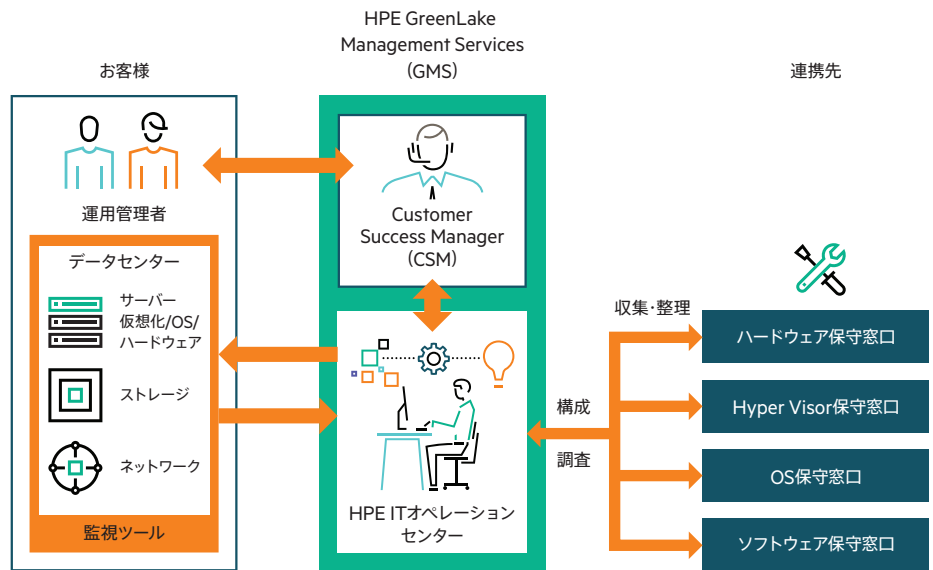 HPE GreenLake
Management Services
(GMS)
お客様
連携先
運用管理者
Customer
Success Manager
(CSM)
データセンター
サーバー
仮想化/OS/
ハードウェア
ストレージ
ネットワーク
監視ツール
HPE ITオペレーション
センター
収集・整理
構成
調査
ハードウェア保守窓口
Hyper Visor保守窓口
OS保守窓口
ソフトウェア保守窓口